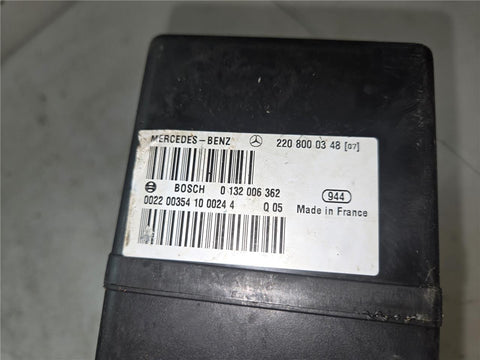 MERCEDES-BENZ 220 800 03 48 [07]
A
BOSCH 0 132 006 362 944
0022 00354 10 0024 4 Q 05 Made in France